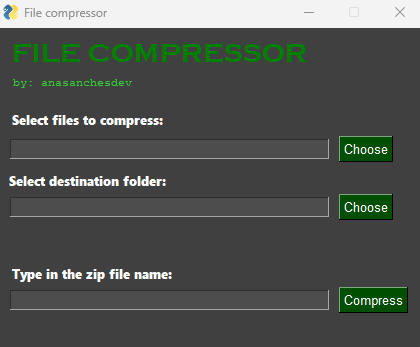 File compressor
FILE COMPRESSOR
by: anasanchesdev
Select files to compress:
Choose
Select destination folder:
Choose
Type in the zip file name:
Compress